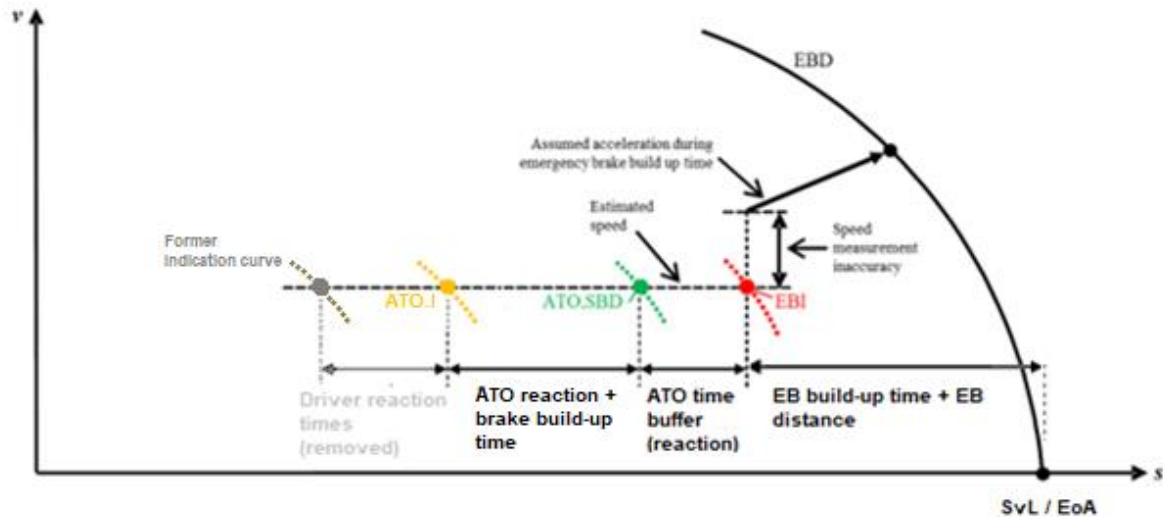 v
EBD
Assumed acceleration during
emergency brake build up time
Estimated
speed
Speed
measurement
inaccuracy
Former
indication curve
ATO.I
ATO.SBD
EBI
Driver reaction
times
(removed)
ATO reaction +
brake build-up
time
ATO time
buffer
(reaction)
EB build-up time + EB
distance
s
SvL / EoA